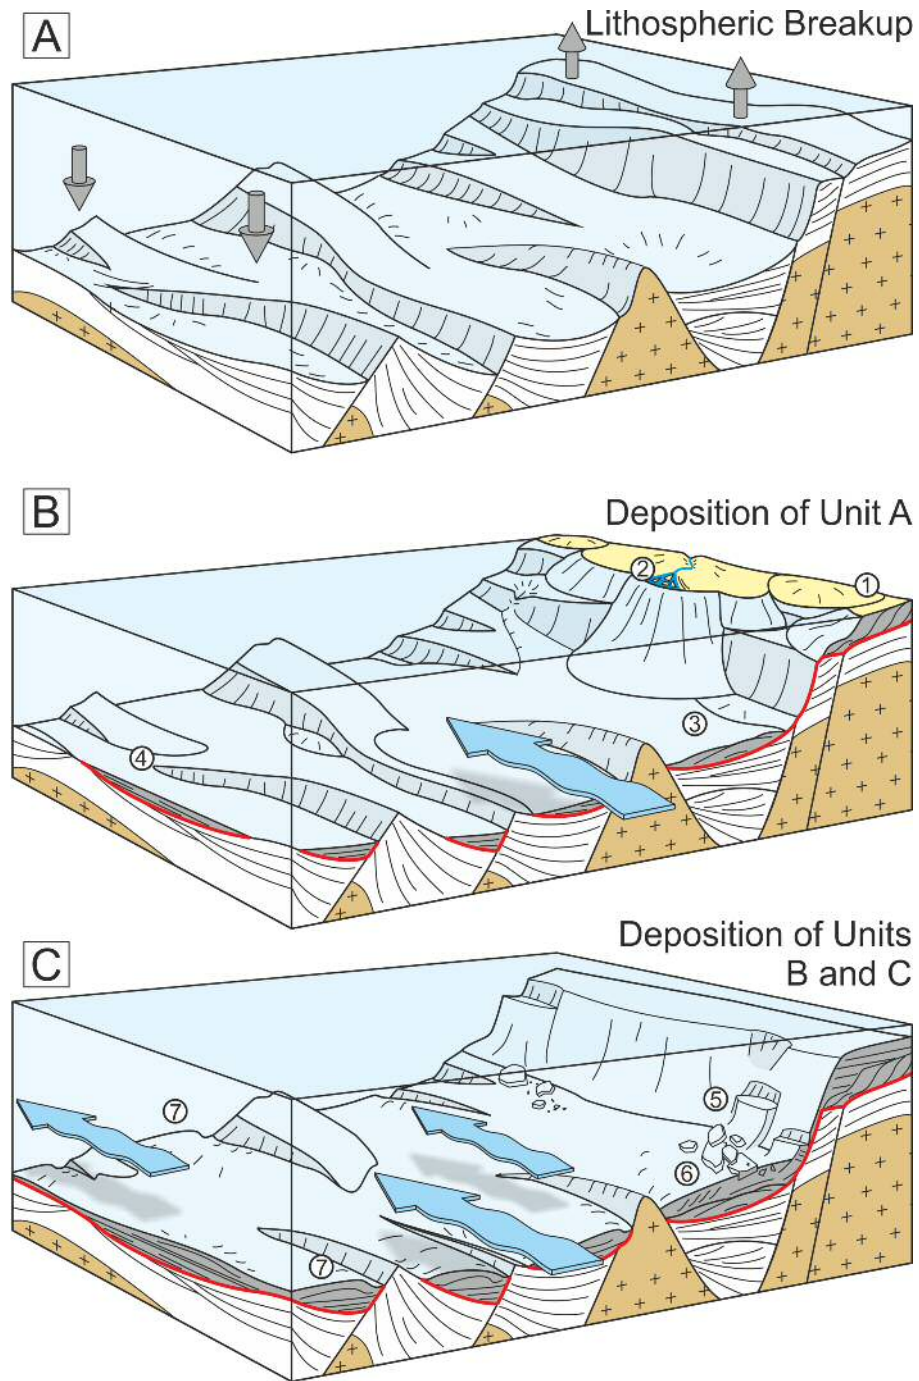 A
Lithospheric Breakup
B
Deposition of Unit A
2
1
3
4
C
Deposition of Units
B and C
5
7
6
7